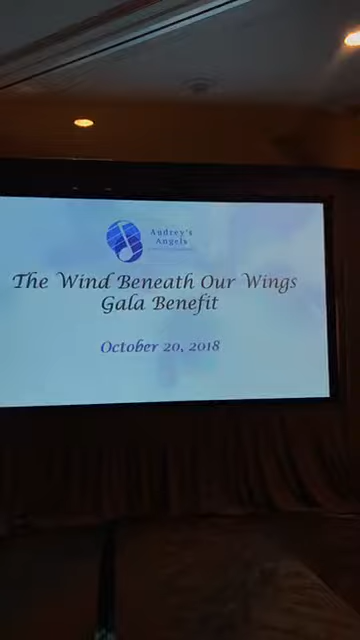 Audrey's
Angels
The Wind Beneath Our Wings
Gala Benefit
October 20, 2018